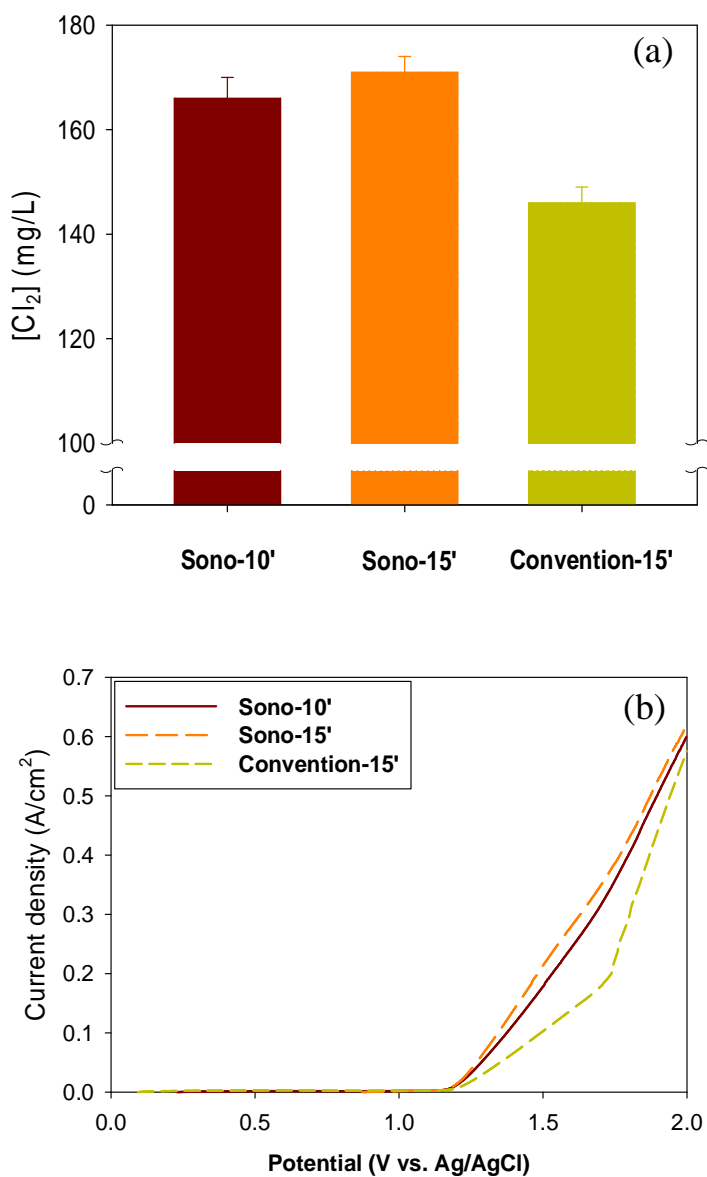 (a)
180
160
140
120
100
0
[Cl₂] (mg/L)
Sono-10' Sono-15' Convention-15'
(b)
0.7
0.6
0.5
0.4
0.3
0.2
0.1
0.0
Current density (A/cm²)
Sono-10'
Sono-15'
Convention-15'
0.0 0.5 1.0 1.5 2.0
Potential (V vs. Ag/AgCl)